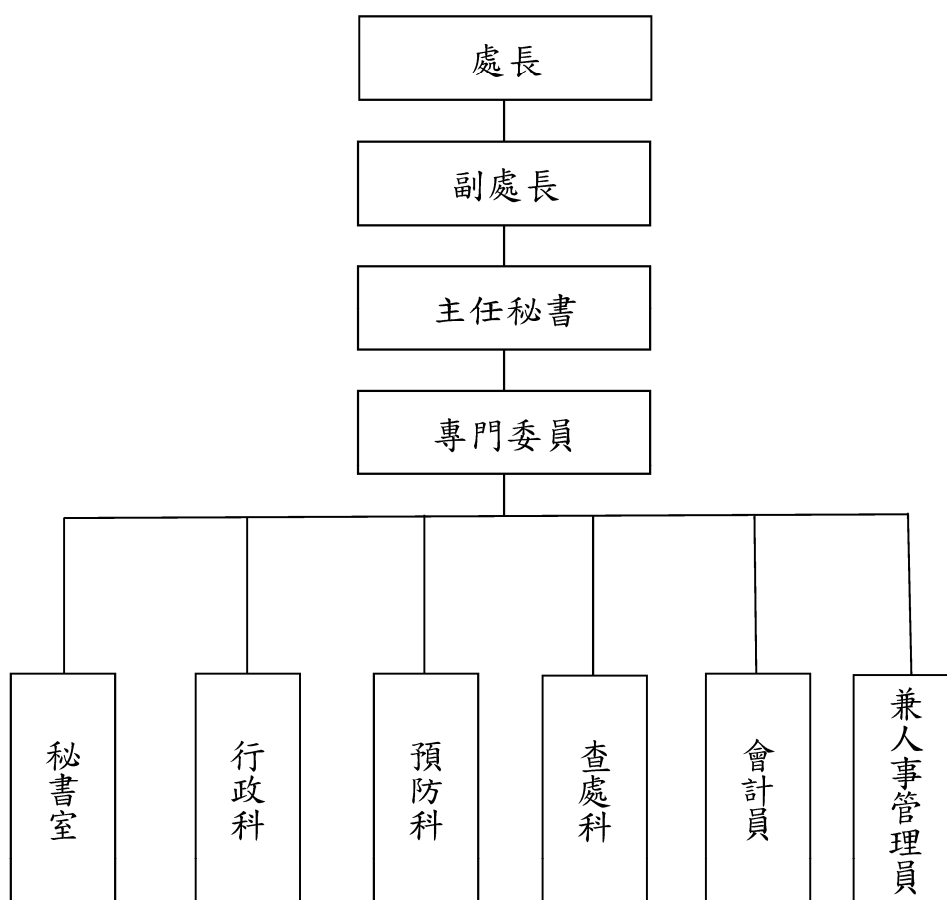 處長
副處長
主任秘書
專門委員
秘書室
行政科
預防科
查處科
會計員
兼人事管理員